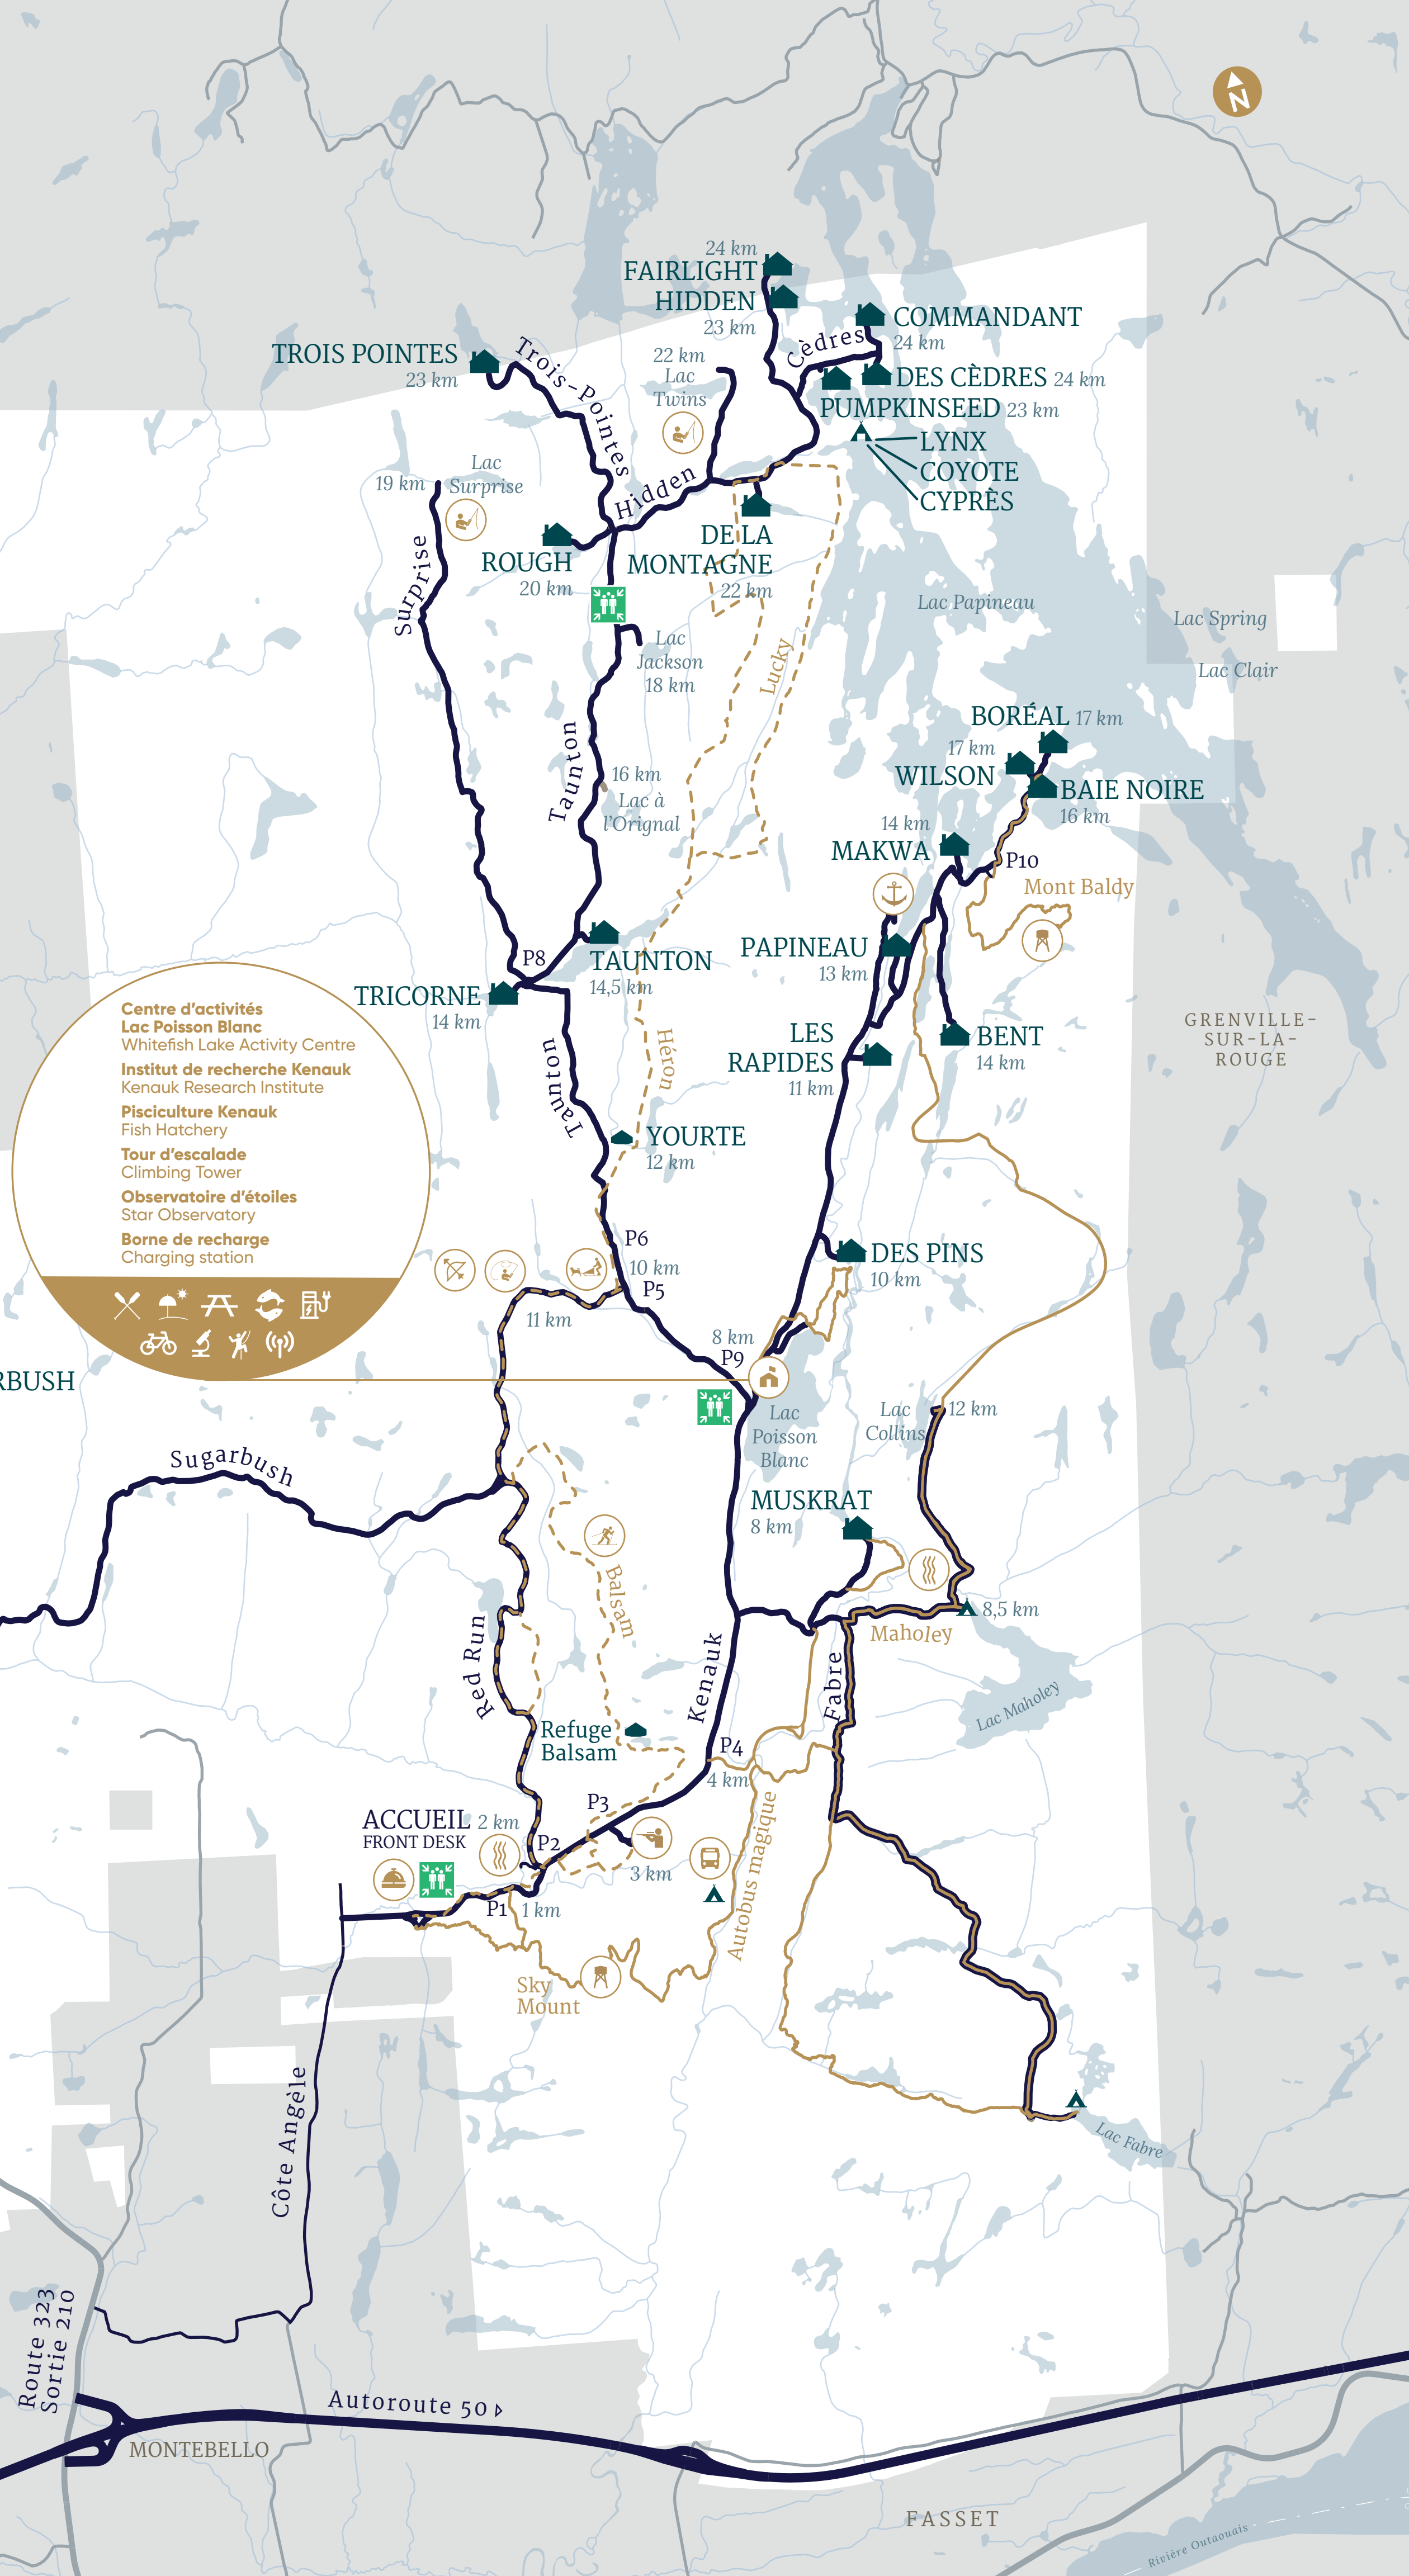 N
24 km
FAIRLIGHT
HIDDEN
23 km
COMMANDANT
24 km
Cèdres
TROIS POINTES
23 km
Trois-Pointes
22 km
Lac
Twins
DES CÈDRES 24 km
PUMPKINSEED 23 km
LYNX
COYOTE
CYPRÈS
Lac
Surprise
19 km
Hidden
Surprise
ROUGH
20 km
DE LA
MONTAGNE
22 km
Lac Papineau
Lac Spring
Lac Clair
Lac
Jackson
18 km
Lucky
Taunton
16 km
Lac à
l'Orignal
BORÉAL 17 km
17 km
WILSON
BAIE NOIRE
16 km
14 km
MAKWA
P10
Mont Baldy
PAPINEAU
13 km
P8
TAUNTON
14,5 km
TRICORNE
14 km
LES
RAPIDES
11 km
BENT
14 km
GRENVILLE-
SUR-LA-
ROUGE
Héron
Taunton
YOURTE
12 km
Centre d'activités
Lac Poisson Blanc
Whitefish Lake Activity Centre
Institut de recherche Kenauk
Kenauk Research Institute
Pisciculture Kenauk
Fish Hatchery
Tour d'escalade
Climbing Tower
Observatoire d'étoiles
Star Observatory
Borne de recharge
Charging station
P6
10 km
P5
11 km
DES PINS
10 km
8 km
P9
RBUSH
Lac
Poisson
Blanc
Lac
Collins
12 km
Sugarbush
MUSKRAT
8 km
Balsam
8,5 km
Maholey
Red Run
Kenauk
Fabre
Lac Maholey
Refuge
Balsam
P4
4 km
P3
ACCUEIL
FRONT DESK
2 km
P2
3 km
Autobus magique
P1
1 km
Sky
Mount
Côte Angèle
Lac Fabre
Route 323
Sortie 210
Autoroute 50
MONTEBELLO
FASSET
Rivière Outaouais